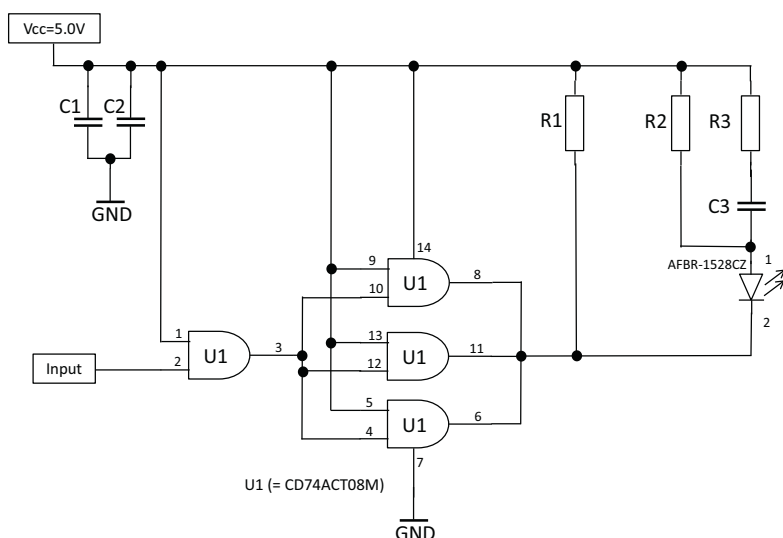 Vcc=5.0V
C1
C2
R1
R2
R3
GND
C3
14
AFBR-1528CZ
1
9
8
U1
10
2
1
3
13
11
U1
2
U1
12
Input
5
6
U1
4
7
U1 (= CD74ACT08M)
GND